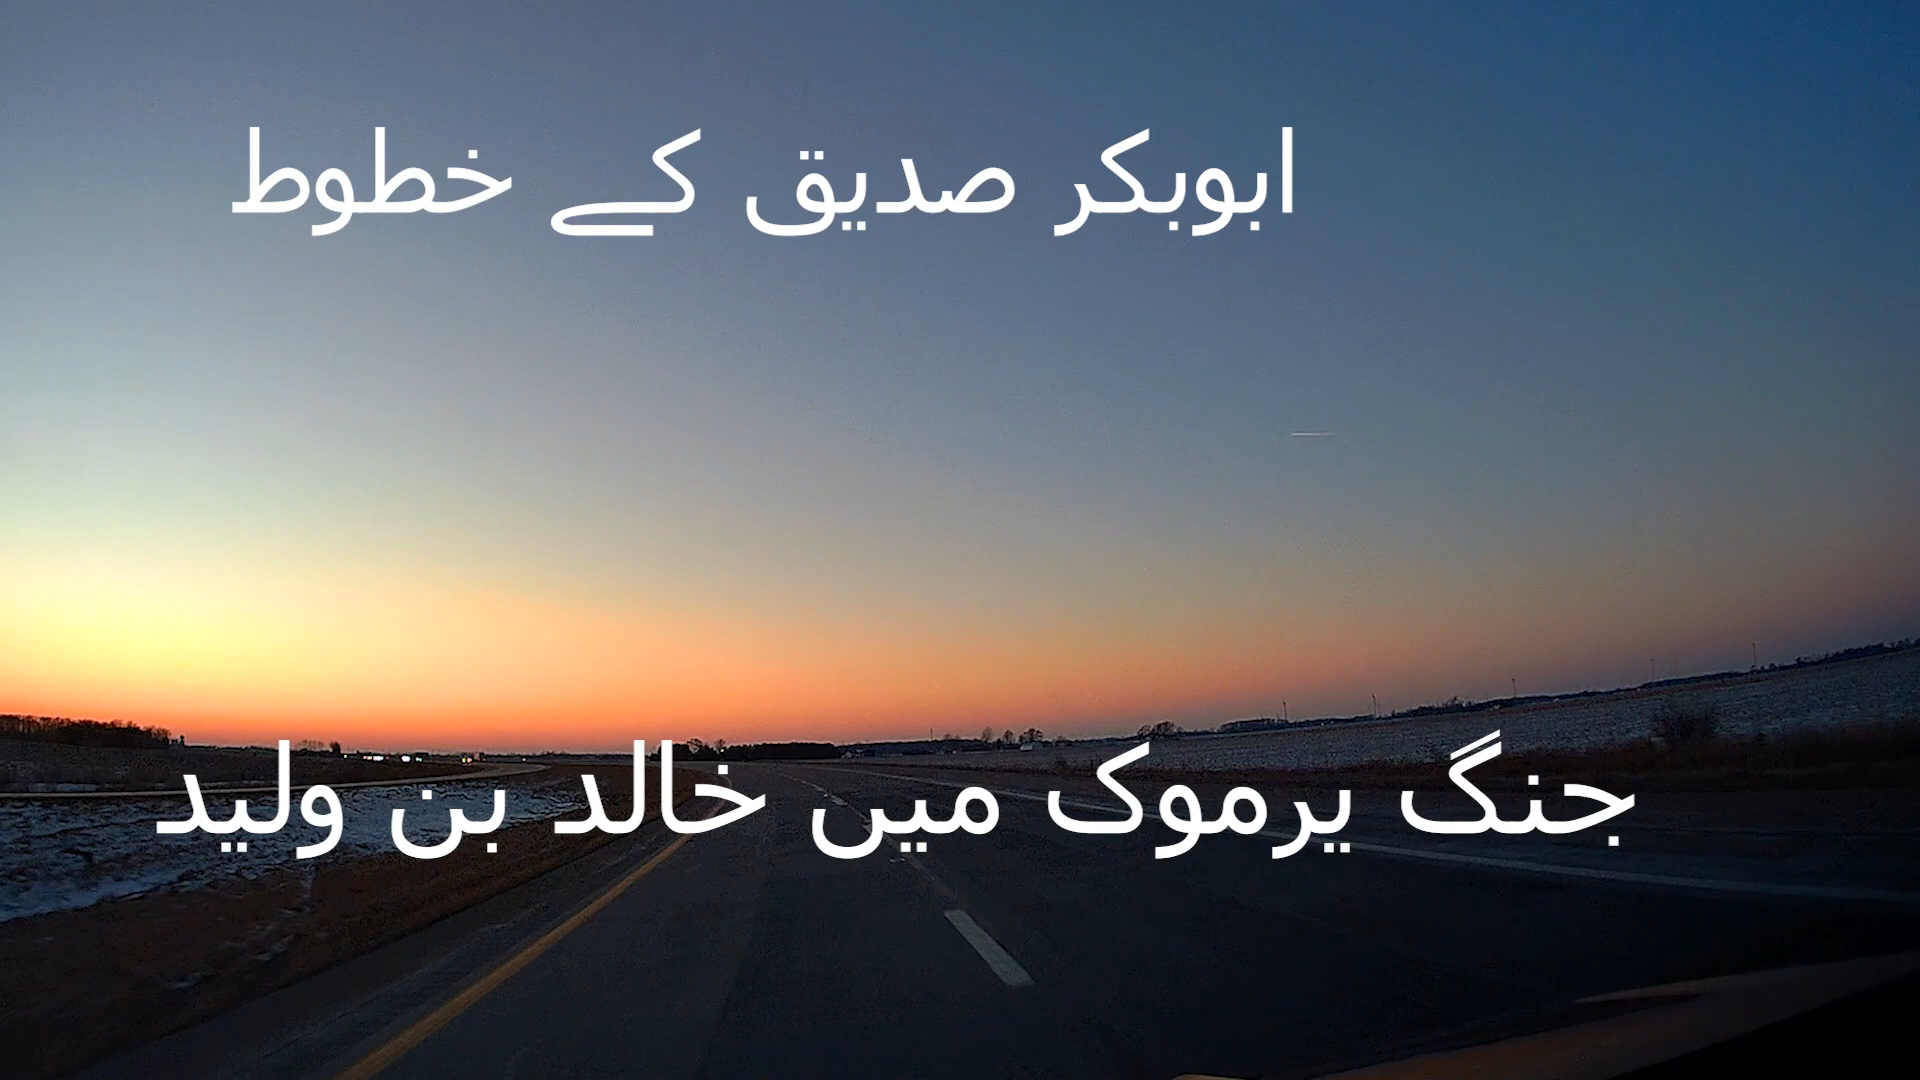 ابوبکر صدیق کے خطوط
جنگ یرموک میں خالد بن ولید